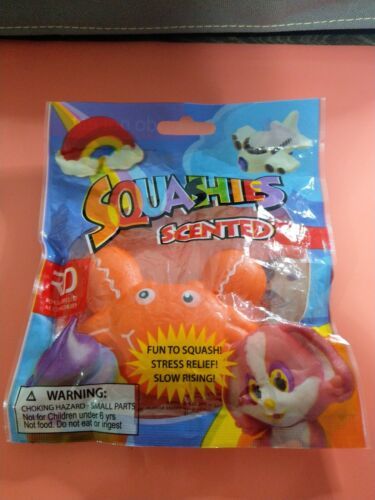 SQUASHIES
SCENTED
FUN TO SQUASH!
STRESS RELIEF!
SLOW RISING!
WARNING:
CHOKING HAZARD - SMALL PARTS
Not for Children under 8 yrs
Not food. Do not eat or ingest